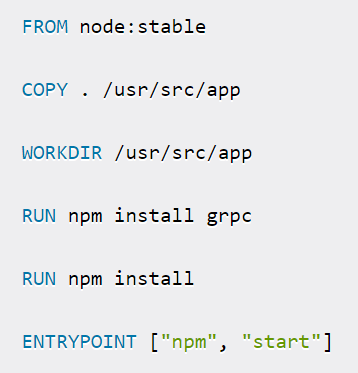 FROM node:stable
COPY . /usr/src/app
WORKDIR /usr/src/app
RUN npm install grpc
RUN npm install
ENTRYPOINT ["npm", "start"]